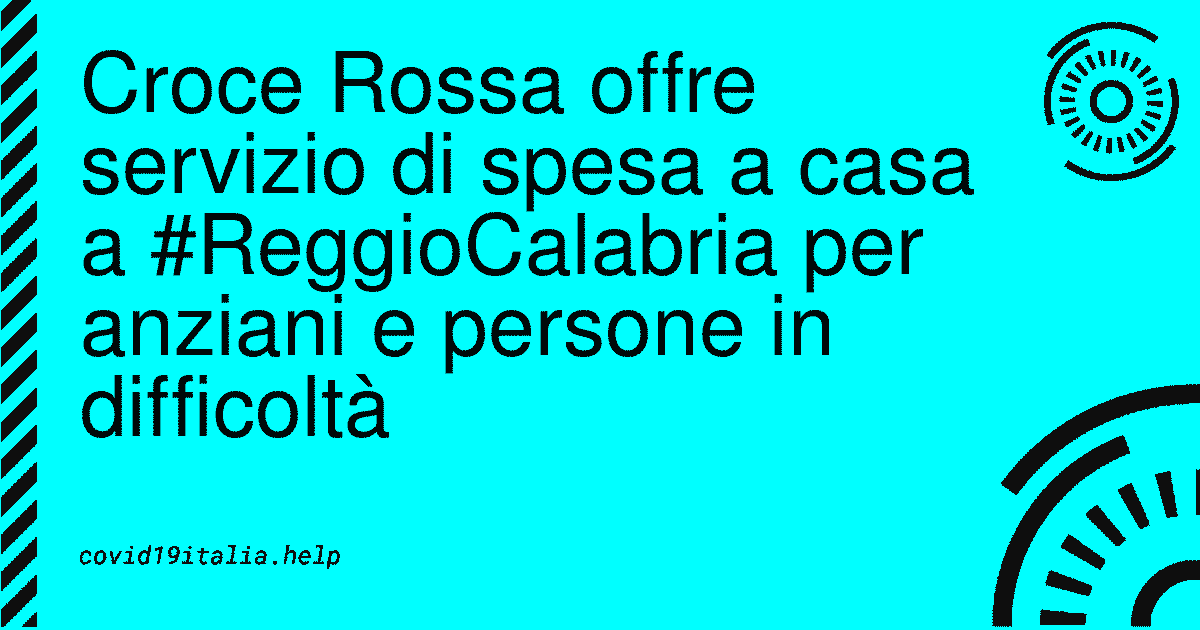 Croce Rossa offre
servizio di spesa a casa
a #ReggioCalabria per
anziani e persone in
difficoltà
covid19italia.help